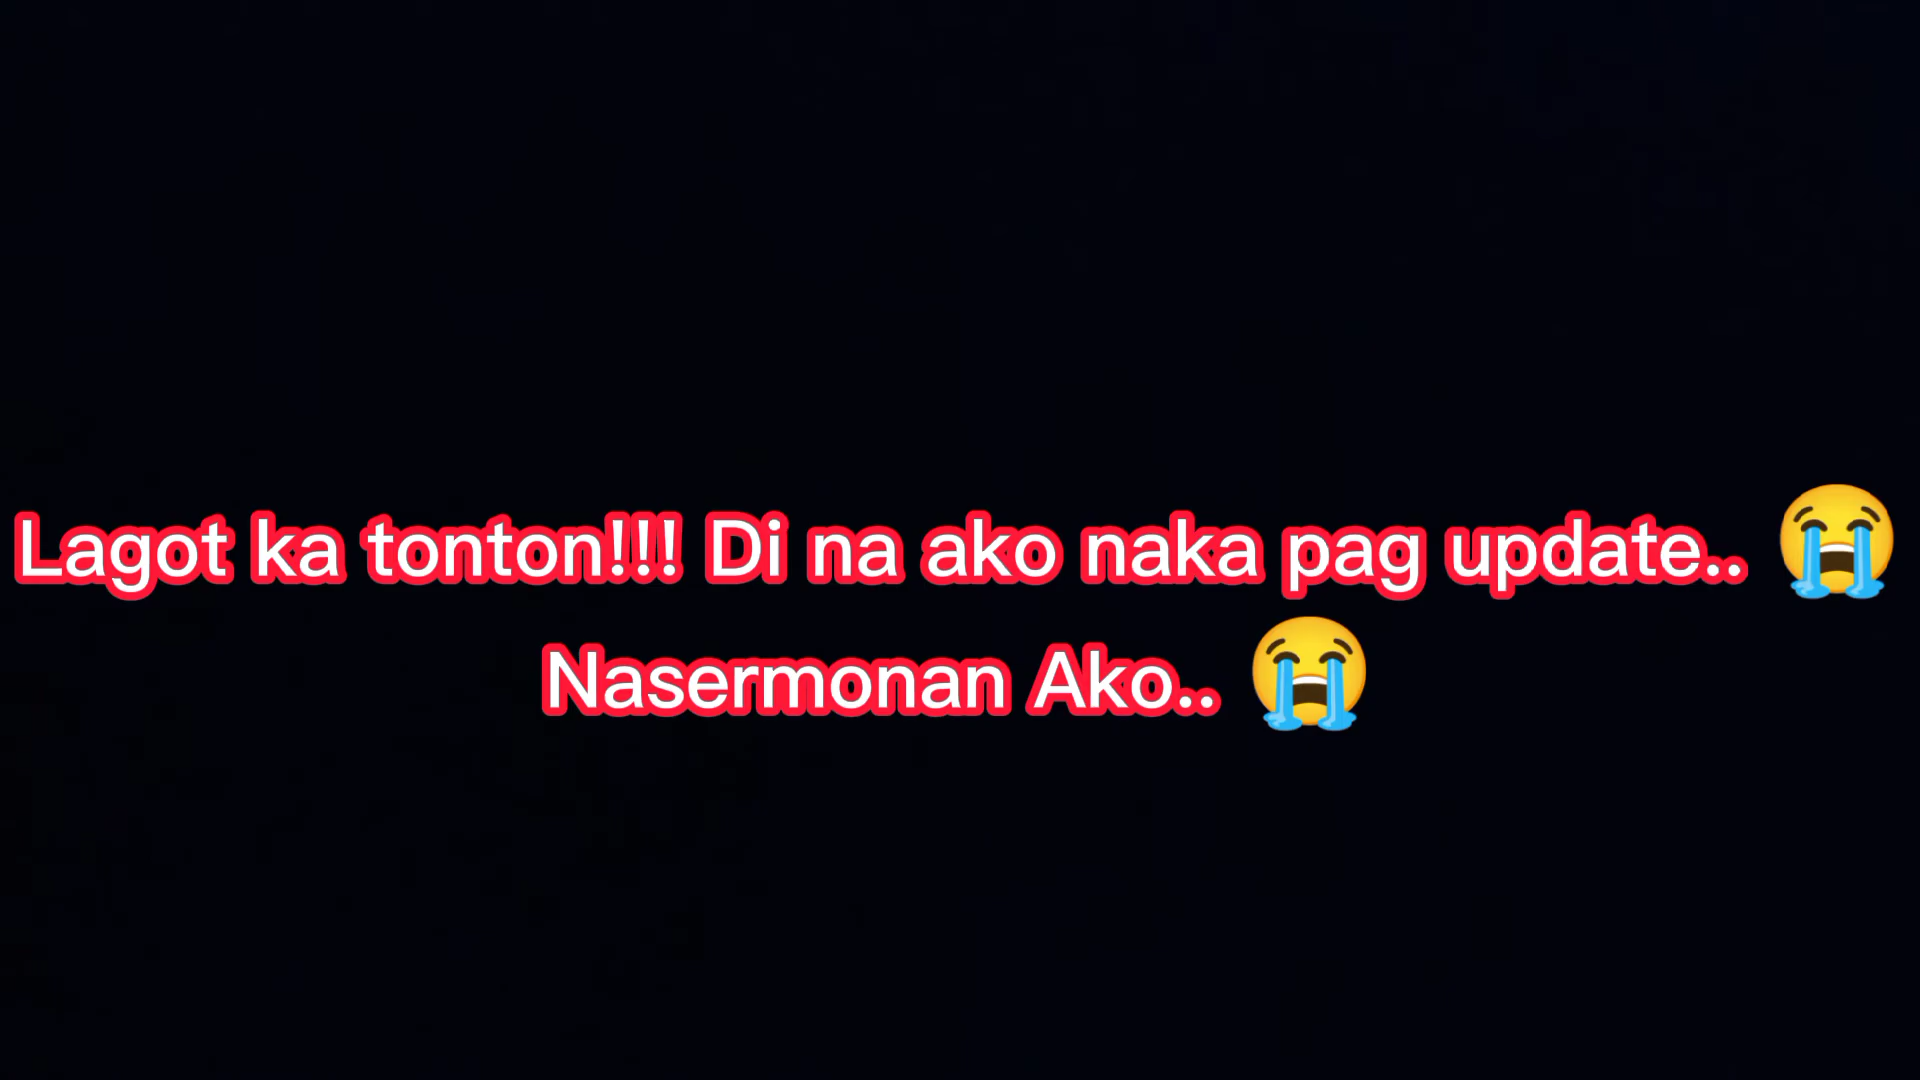 Lagot ka tonton!!! Di na ako naka pag update.. 😭
Nasermonan Ako.. 😭